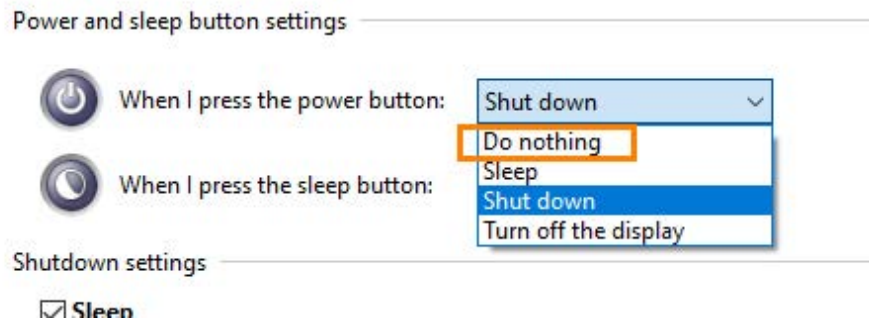 Power and sleep button settings
When I press the power button: Shut down
Do nothing
Sleep
When I press the sleep button:
Shut down
Turn off the display
Shutdown settings
Sleep